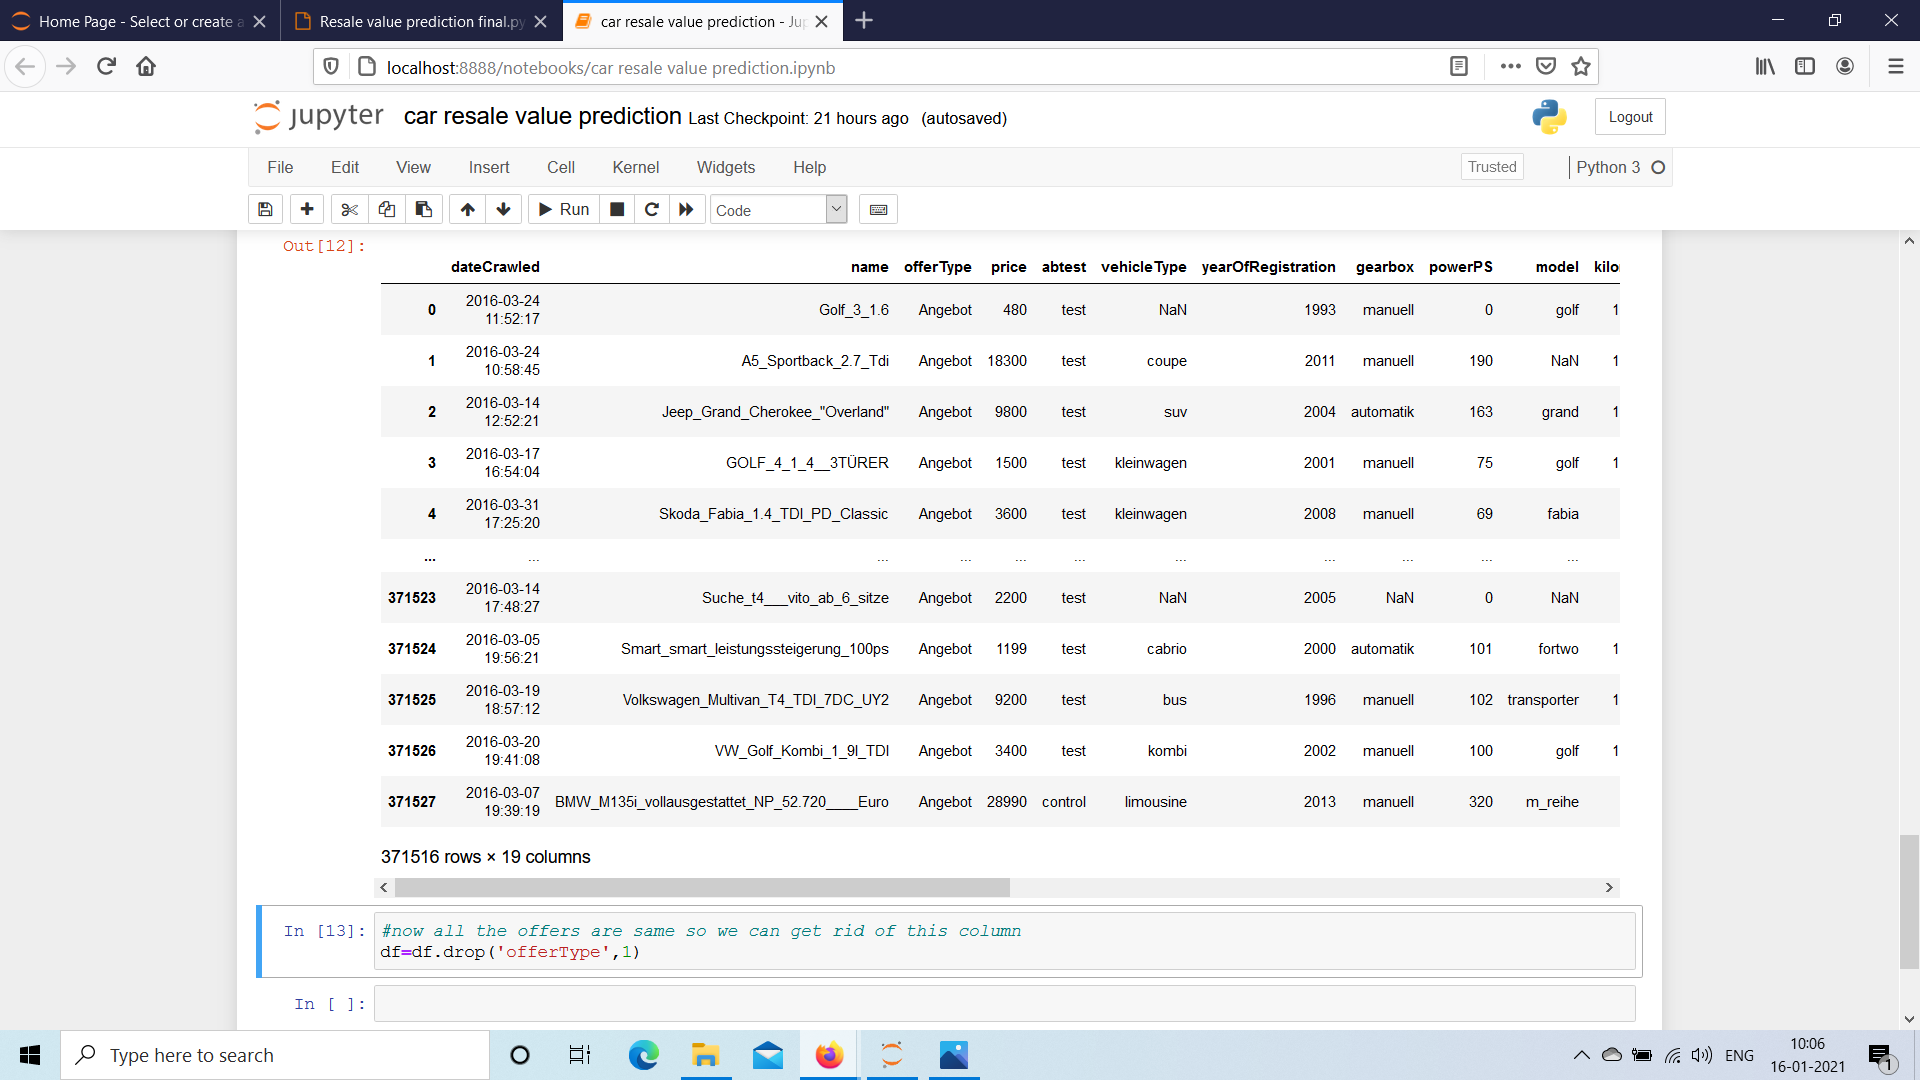 Home Page - Select or create a
Resale value prediction final.py
car resale value prediction - Jup
localhost:8888/notebooks/car resale value prediction.ipynb
jupyter car resale value prediction Last Checkpoint: 21 hours ago (autosaved)
Logout
File Edit View Insert Cell Kernel Widgets Help
Trusted
Python 3
Run
Code
Out[12]:
dateCrawled name offerType price abtest vehicleType yearOfRegistration gearbox powerPS model kilo
0 2016-03-24 11:52:17 Golf_3_1.6 Angebot 480 test NaN 1993 manuell 0 golf 1
1 2016-03-24 10:58:45 A5_Sportback_2.7_Tdi Angebot 18300 test coupe 2011 manuell 190 NaN 1
2 2016-03-14 12:52:21 Jeep_Grand_Cherokee_"Overland" Angebot 9800 test suv 2004 automatik 163 grand 1
3 2016-03-17 16:54:04 GOLF_4_1_4__3TÜRER Angebot 1500 test kleinwagen 2001 manuell 75 golf 1
4 2016-03-31 17:25:20 Skoda_Fabia_1.4_TDI_PD_Classic Angebot 3600 test kleinwagen 2008 manuell 69 fabia
... ... ... ... ... ... ... ... ... ... ...
371523 2016-03-14 17:48:27 Suche_t4___vito_ab_6_sitze Angebot 2200 test NaN 2005 NaN 0 NaN
371524 2016-03-05 19:56:21 Smart_smart_leistungssteigerung_100ps Angebot 1199 test cabrio 2000 automatik 101 fortwo 1
371525 2016-03-19 18:57:12 Volkswagen_Multivan_T4_TDI_7DC_UY2 Angebot 9200 test bus 1996 manuell 102 transporter 1
371526 2016-03-20 19:41:08 VW_Golf_Kombi_1_9l_TDI Angebot 3400 test kombi 2002 manuell 100 golf 1
371527 2016-03-07 19:39:19 BMW_M135i_vollausgestattet_NP_52.720____Euro Angebot 28990 control limousine 2013 manuell 320 m_reihe
371516 rows × 19 columns
In [13]: #now all the offers are same so we can get rid of this column
df=df.drop('offerType',1)
In [ ]:
Type here to search
ENG
10:06
16-01-2021
1